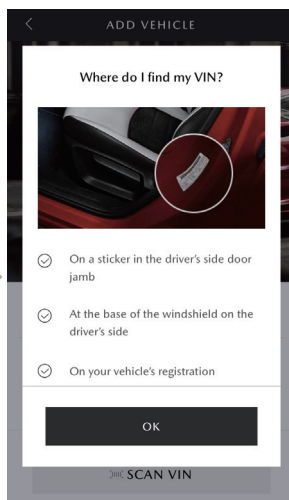 ADD VEHICLE
Where do I find my VIN?
On a sticker in the driver's side door
jamb
At the base of the windshield on the
driver's side
On your vehicle's registration
OK
SCAN VIN